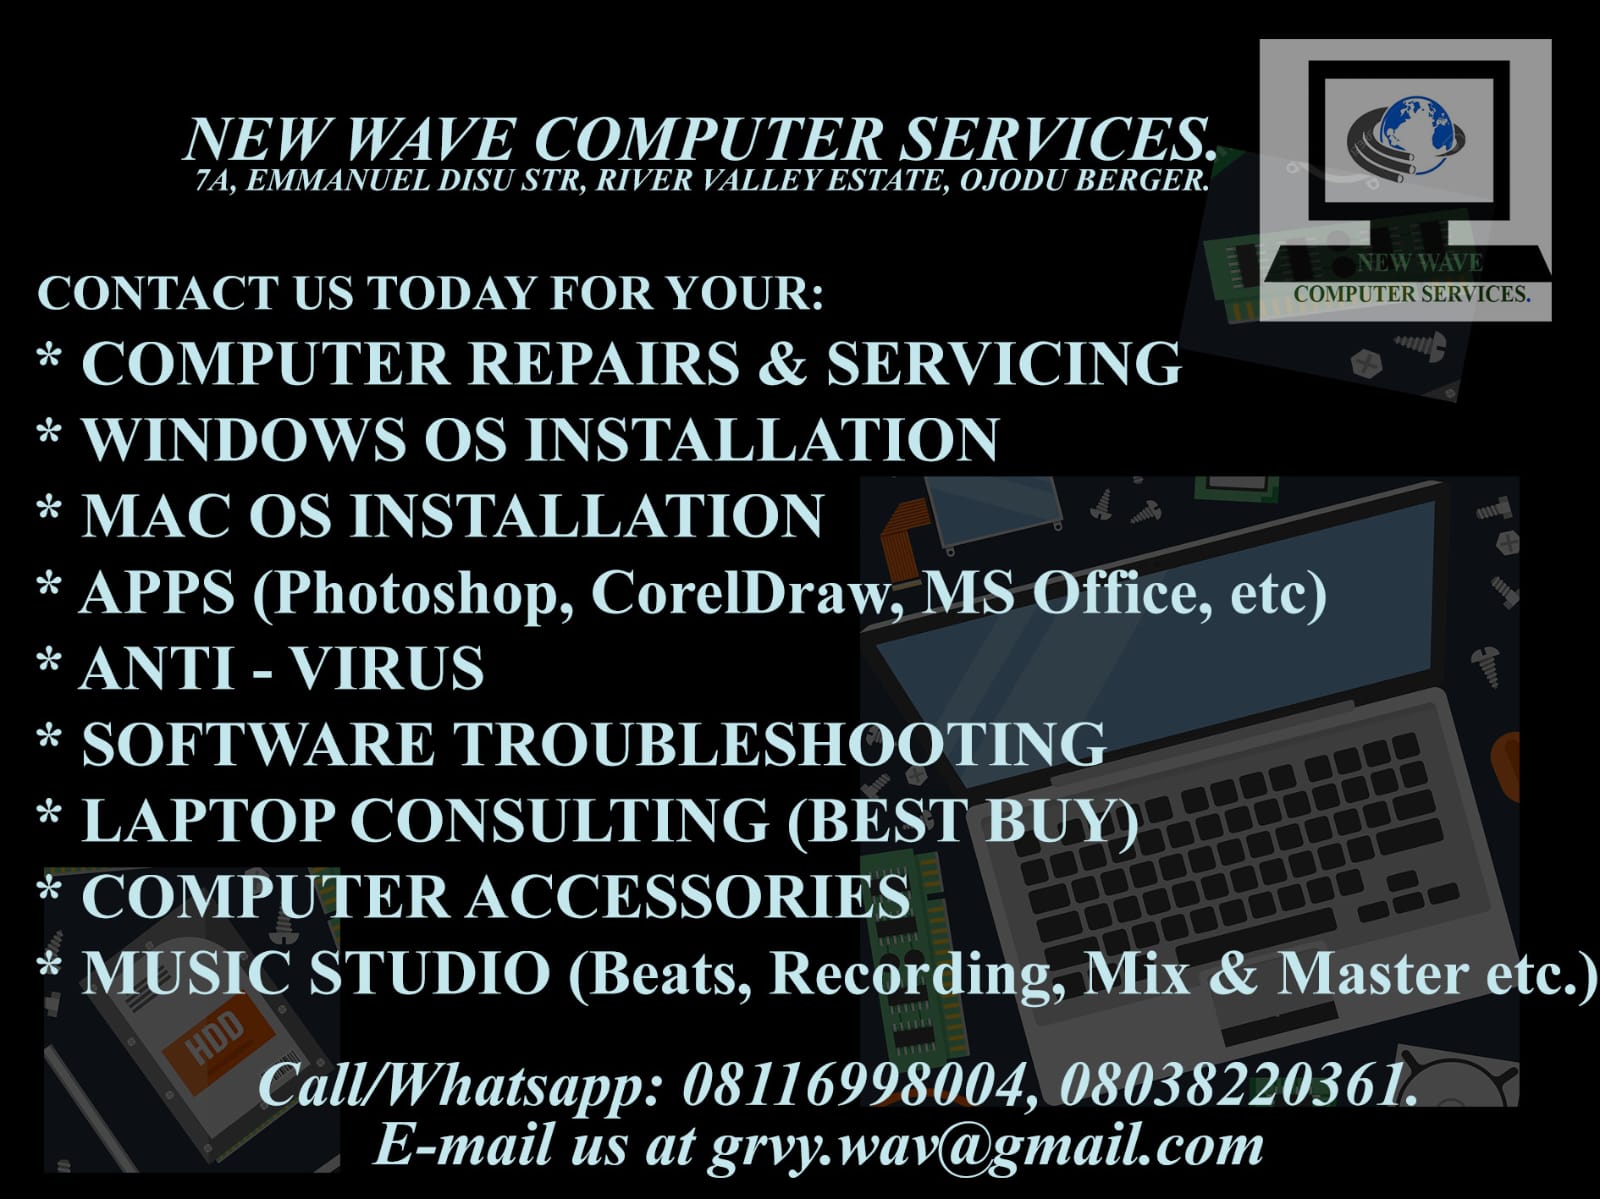 NEW WAVE COMPUTER SERVICES.
7A, EMMANUEL DISU STR, RIVER VALLEY ESTATE, OJODU BERGER.
NEW WAVE
COMPUTER SERVICES.
CONTACT US TODAY FOR YOUR:
* COMPUTER REPAIRS & SERVICING
* WINDOWS OS INSTALLATION
* MAC OS INSTALLATION
* APPS (Photoshop, CorelDraw, MS Office, etc)
* ANTI - VIRUS
* SOFTWARE TROUBLESHOOTING
* LAPTOP CONSULTING (BEST BUY)
* COMPUTER ACCESSORIES
* MUSIC STUDIO (Beats, Recording, Mix & Master etc.)
HDD
Call/Whatsapp: 08116998004, 08038220361.
E-mail us at grvy.wav@gmail.com